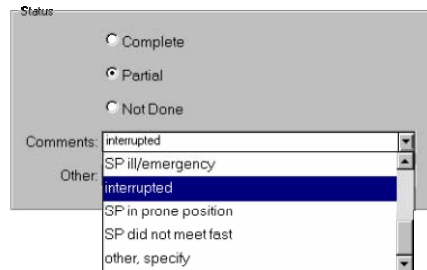 Status
Complete
Partial
Not Done
Comments: interrupted
SP ill/emergency
Other:
interrupted
SP in prone position
SP did not meet fast
other, specify